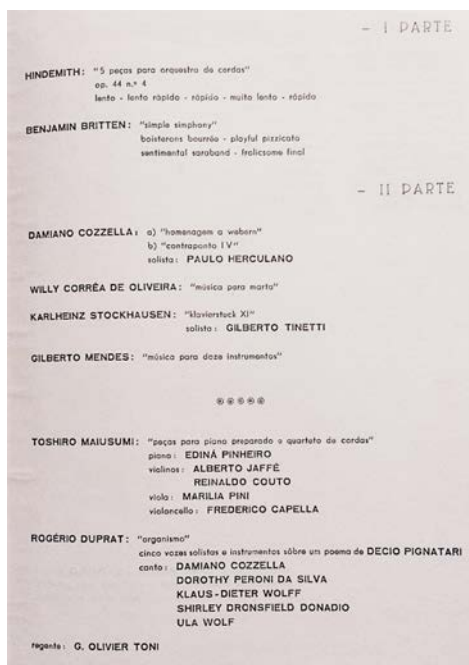 - I PARTE
HINDEMITH: "5 peças para orquestra de cordas"
op. 44 n.º 4
lento - lento rápido - rápido - muito lento - rápido
BENJAMIN BRITTEN: "simple simphony"
boisterons bourrée - playful pizzicato
sentimental saraband - frolicsome final
- II PARTE
DAMIANO COZZELLA: a) "homenagem a webern"
b) "contraponto IV"
solista: PAULO HERCULANO
WILLY CORRÊA DE OLIVEIRA: "música para marta"
KARLHEINZ STOCKHAUSEN: "klavierstuck XI"
solista: GILBERTO TINETTI
GILBERTO MENDES: "música para doze instrumentos"
TOSHIRO MAIUSUMI: "peças para piano preparado e quarteto de cordas"
piano: EDINÁ PINHEIRO
violinos: ALBERTO JAFFÉ
REINALDO COUTO
viola: MARILIA PINI
violoncello: FREDERICO CAPELLA
ROGÉRIO DUPRAT: "organismo"
cinco vozes solistas e instrumentos sôbre um poema de DECIO PIGNATARI
canto: DAMIANO COZZELLA
DOROTHY PERONI DA SILVA
KLAUS-DIETER WOLFF
SHIRLEY DRONSFIELD DONADIO
ULA WOLF
regente: G. OLIVIER TONI